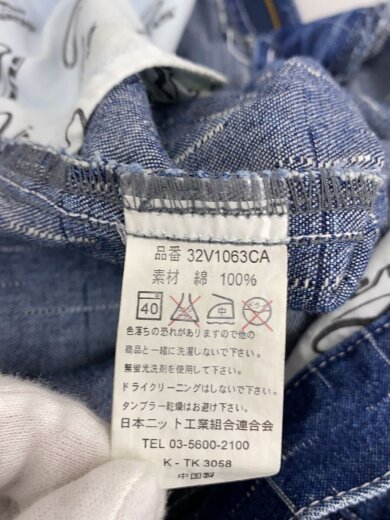 品番 32V1063CA
素材 綿 100%
40 中 ドライ
色落ちの恐れがありますので他の
商品と一緒に洗濯しないで下さい。
無蛍光洗剤を使用して下さい。
ドライクリーニングはしないで下さい。
タンブラー乾燥はお避け下さい。
日本ニット工業組合連合会
TEL 03-5600-2100
K - TK 3058
中国製